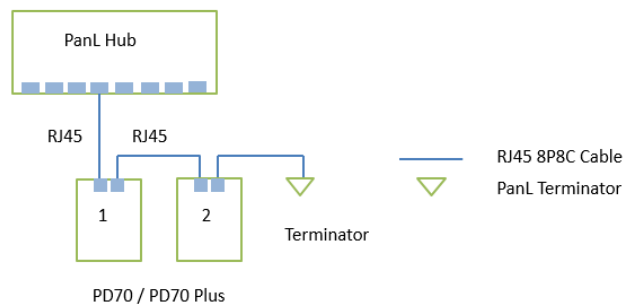 PanL Hub
RJ45
RJ45
RJ45 8P8C Cable
PanL Terminator
1
2
Terminator
PD70 / PD70 Plus